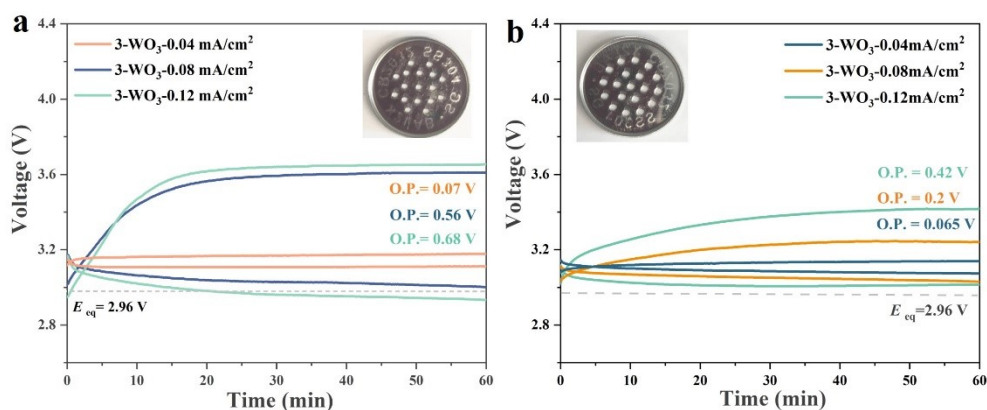 a
3-WO₃-0.04 mA/cm²
3-WO₃-0.08 mA/cm²
3-WO₃-0.12 mA/cm²
O.P.= 0.07 V
O.P.= 0.56 V
O.P.= 0.68 V
E eq =2.96 V
Voltage (V)
4.4
4.0
3.6
3.2
2.8
0 10 20 30 40 50 60
Time (min)
b
3-WO₃-0.04mA/cm²
3-WO₃-0.08mA/cm²
3-WO₃-0.12mA/cm²
O.P. = 0.42 V
O.P. = 0.2 V
O.P. = 0.065 V
E eq=2.96 V
Voltage (V)
4.4
4.0
3.6
3.2
2.8
0 10 20 30 40 50 60
Time (min)